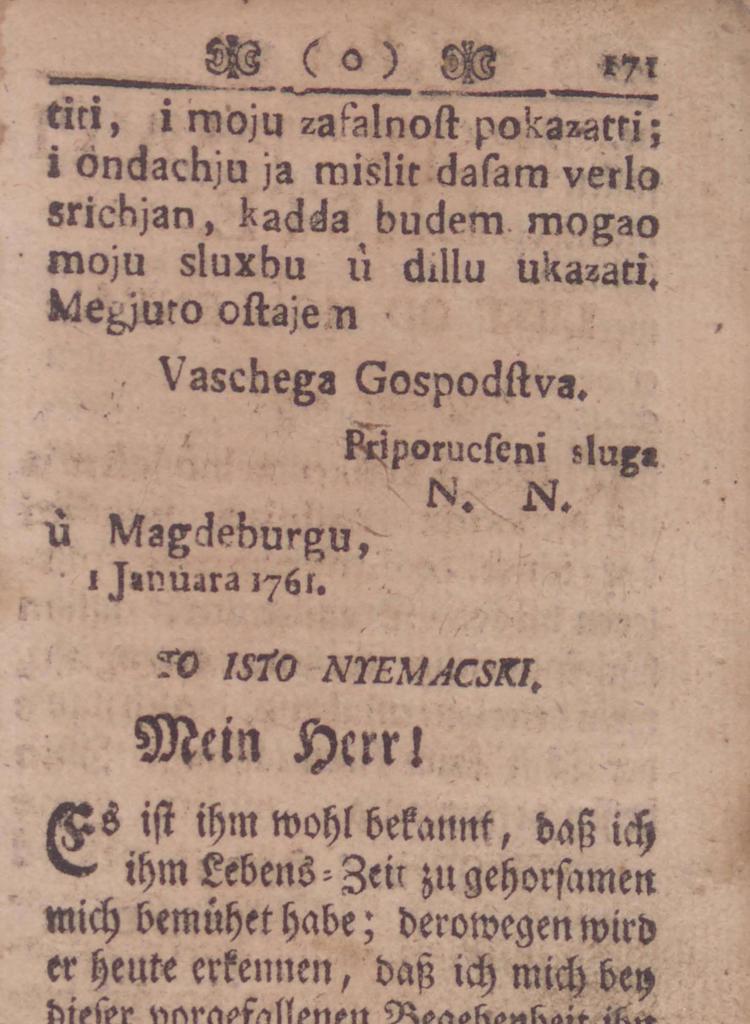 ( o ) 171
titi, i moju zafalnoſt pokazatti;
i ondachju ja mislit daſam verlo
srichjan, kadda budem mogao
moju sluxbu ù dillu ukazati.
Megjuto oſtajem
Vaschega Gospodſtva.
Priporucſeni sluga
N. N.
ù Magdeburgu,
1 Januara 1761.
TO ISTO NYEMACSKI.
Mein Herr!
Es iſt ihm wohl bekannt, daß ich
ihm Lebens-Zeit zu gehorſamen
mich bemühet habe; derowegen wird
er heute erkennen, daß ich mich bey
dieſer vorgefallenen Begebenheit ihn